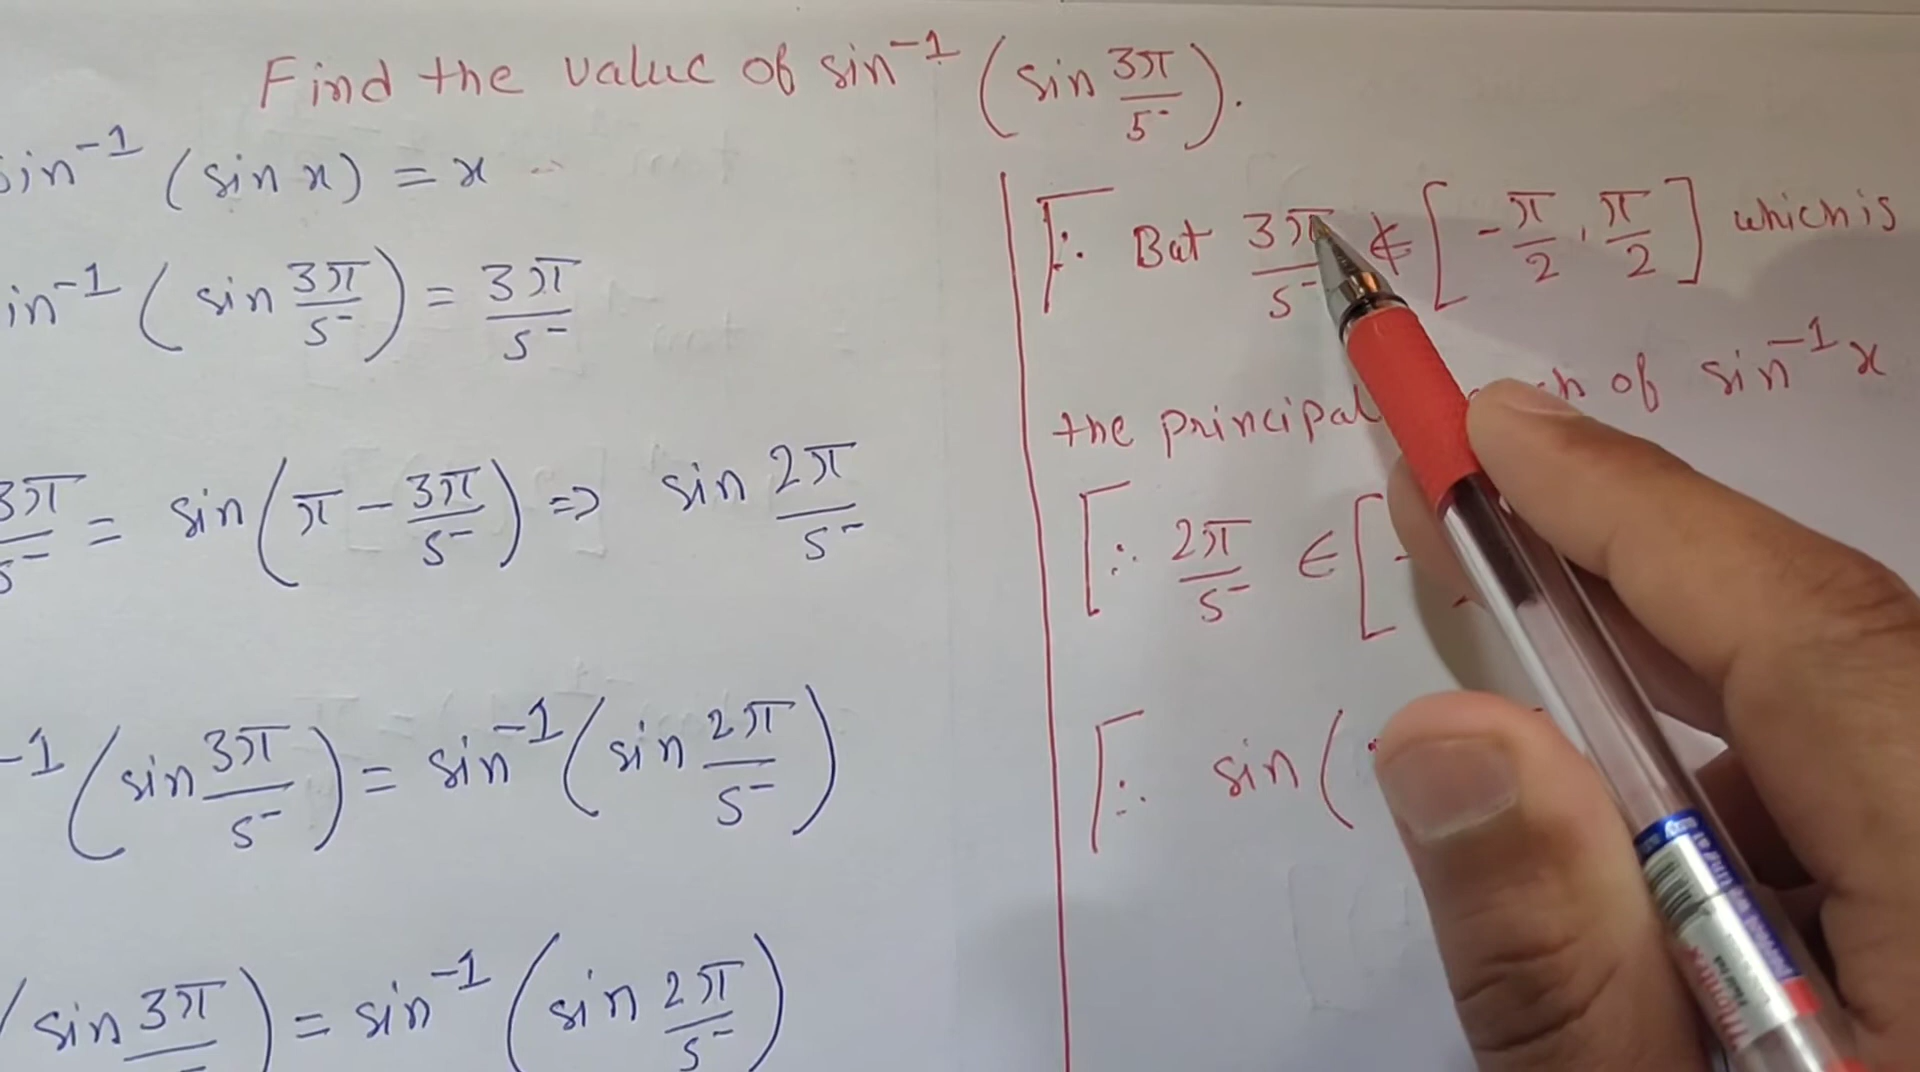 Find the value of sin⁻¹ (sin 3π/5).
sin⁻¹ (sin x) = x
in⁻¹ (sin 3π/5) = 3π/5
3π/5 = sin(π − 3π/5) ⇒ sin 2π/5
⁻¹ (sin 3π/5) = sin⁻¹ (sin 2π/5)
(sin 3π = sin⁻¹ (sin 2π/5)
[∵ But 3π/5 ∉ [−π/2, π/2] which is
the principal of sin⁻¹ x
[∵ 2π/5 ∈ [−
[∵ sin (